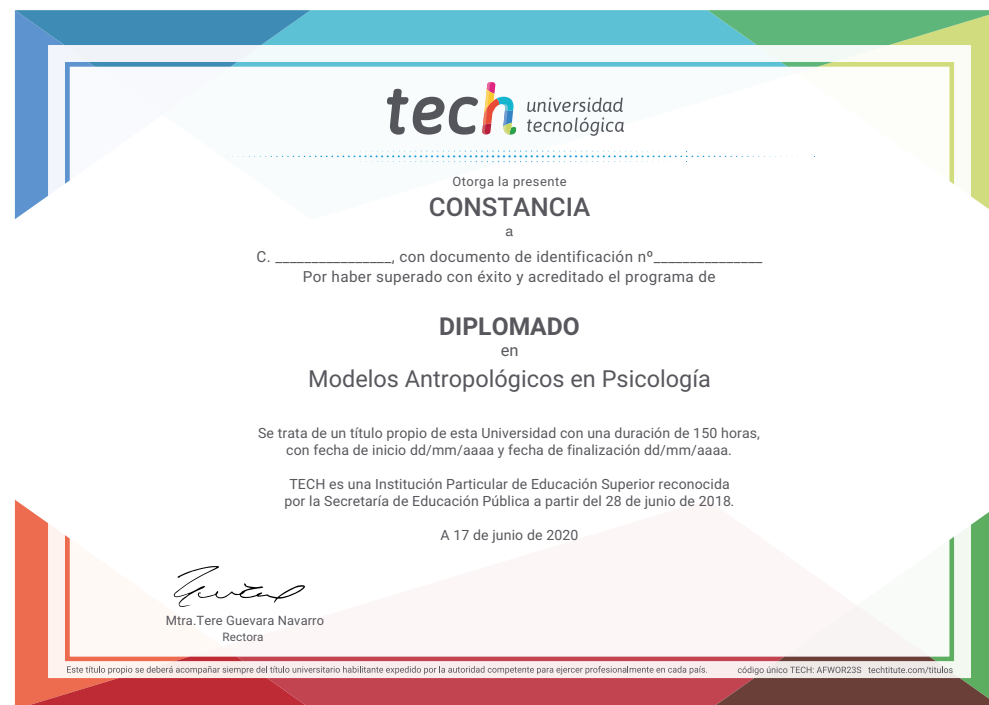 tech universidad
tecnológica
Otorga la presente
CONSTANCIA
a
C. ________________, con documento de identificación nº_______________
Por haber superado con éxito y acreditado el programa de
DIPLOMADO
en
Modelos Antropológicos en Psicología
Se trata de un título propio de esta Universidad con una duración de 150 horas,
con fecha de inicio dd/mm/aaaa y fecha de finalización dd/mm/aaaa.
TECH es una Institución Particular de Educación Superior reconocida
por la Secretaría de Educación Pública a partir del 28 de junio de 2018.
A 17 de junio de 2020
Mtra.Tere Guevara Navarro
Rectora
Este título propio se deberá acompañar siempre del título universitario habilitante expedido por la autoridad competente para ejercer profesionalmente en cada país. código único TECH: AFWOR23S techtitute.com/titulos